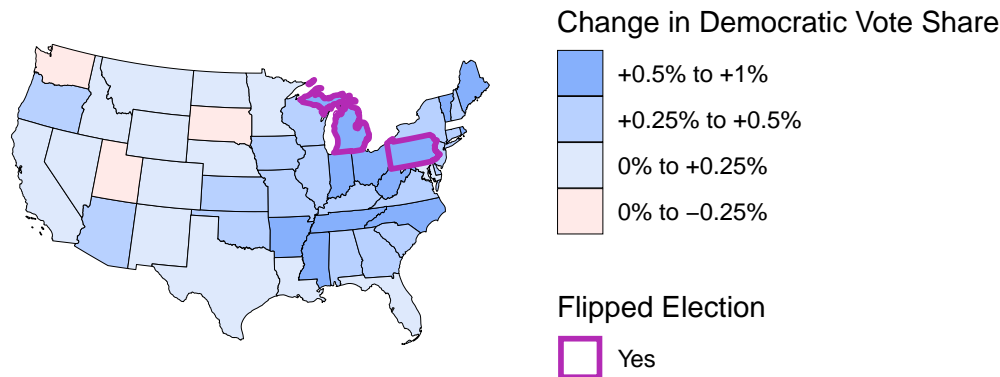 Change in Democratic Vote Share
+0.5% to +1%
+0.25% to +0.5%
0% to +0.25%
0% to −0.25%
Flipped Election
Yes